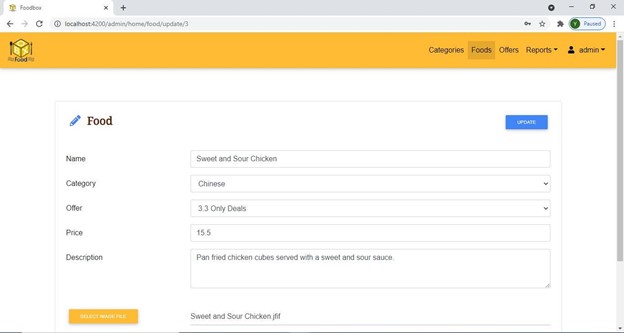 Foodbox
localhost:4200/admin/home/food/update/3
Paused
food
Categories Foods Offers Reports admin
Food
UPDATE
Name
Sweet and Sour Chicken
Category
Chinese
Offer
3.3 Only Deals
Price
15.5
Description
Pan fried chicken cubes served with a sweet and sour sauce.
SELECT IMAGE FILE
Sweet and Sour Chicken.jfif